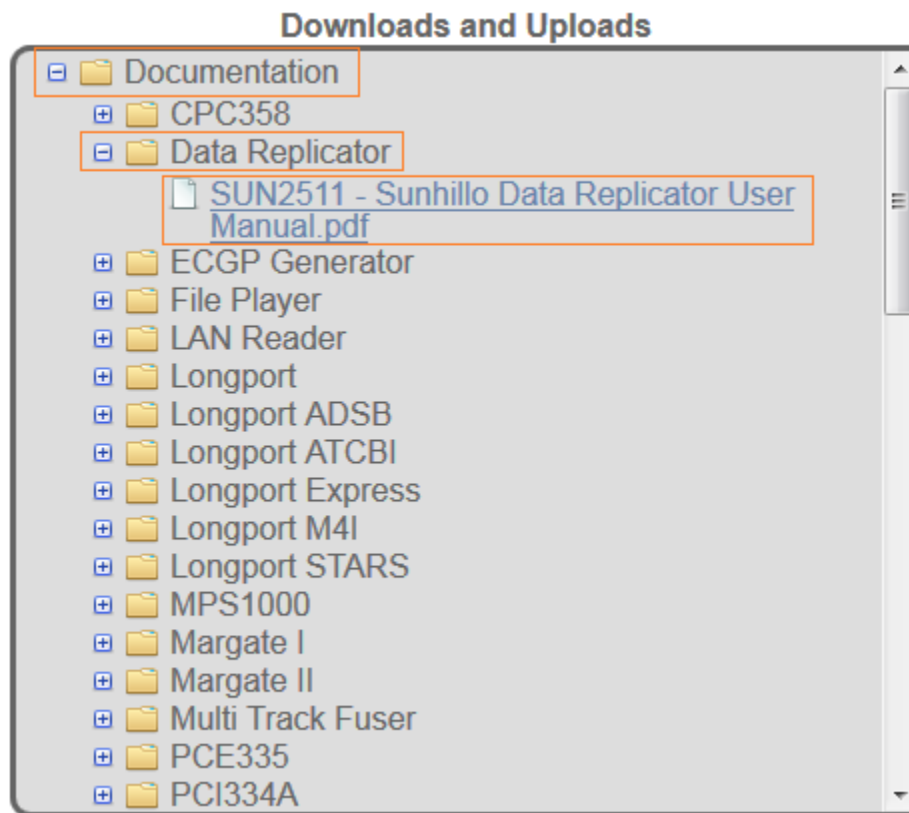 Downloads and Uploads
Documentation
CPC358
Data Replicator
SUN2511 - Sunhillo Data Replicator User
Manual.pdf
ECGP Generator
File Player
LAN Reader
Longport
Longport ADSB
Longport ATCBI
Longport Express
Longport M4I
Longport STARS
MPS1000
Margate I
Margate II
Multi Track Fuser
PCE335
PCI334A